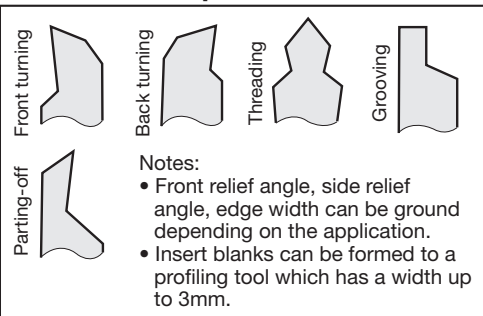 Front turning
Back turning
Threading
Grooving
Parting-off
Notes:
• Front relief angle, side relief
angle, edge width can be ground
depending on the application.
• Insert blanks can be formed to a
profiling tool which has a width up
to 3mm.